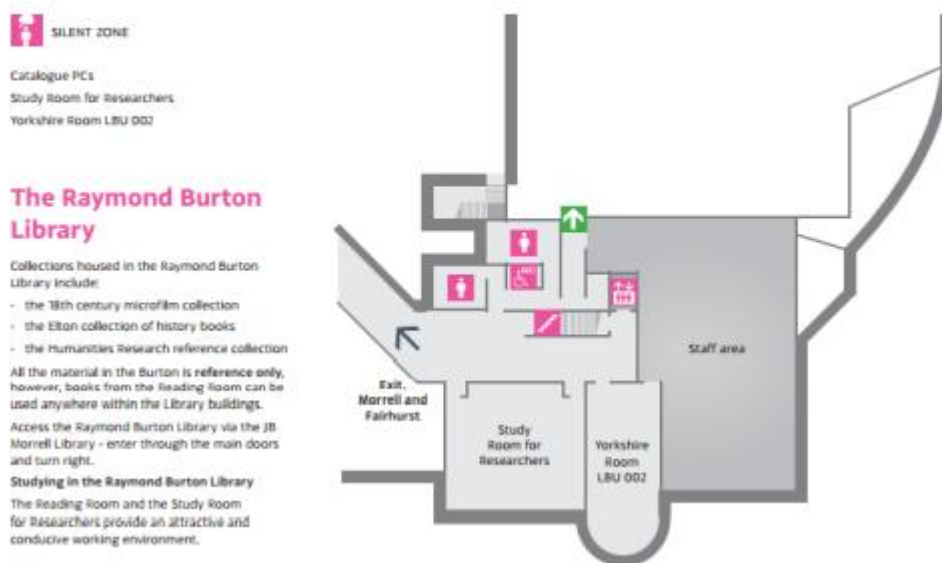 SILENT ZONE
Catalogue PCs
Study Room for Researchers
Yorkshire Room LBU 002
The Raymond Burton
Library
Collections housed in the Raymond Burton
Library include:
- the 18th century microfilm collection
- the Elton collection of history books
- the Humanities Research reference collection
All the material in the Burton is reference only,
however, books from the Reading Room can be
used anywhere within the Library buildings.
Access the Raymond Burton Library via the JB
Morrell Library - enter through the main doors
and turn right.
Studying in the Raymond Burton Library
The Reading Room and the Study Room
for Researchers provide an attractive and
conducive working environment.
Exit,
Morrell and
Fairhurst
Study
Room for
Researchers
Yorkshire
Room
LBU 002
Staff area